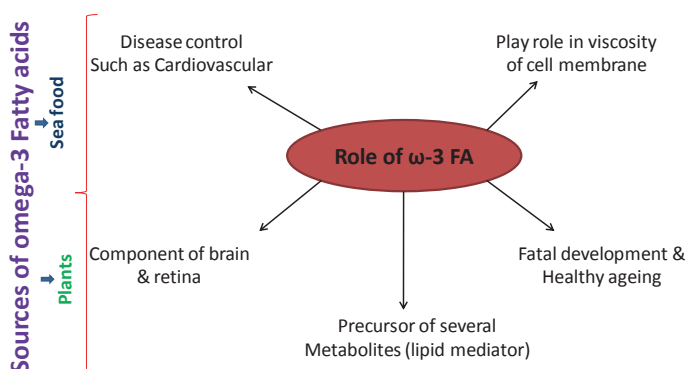 Sources of omega-3 Fatty acids
Sea food
Plants
Disease control
Such as Cardiovascular
Play role in viscosity
of cell membrane
Role of ω-3 FA
Component of brain
& retina
Fatal development &
Healthy ageing
Precursor of several
Metabolites (lipid mediator)